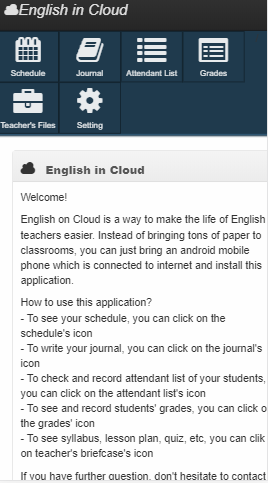 English in Cloud
Schedule Journal Attendant List Grades
Teacher's Files Setting
English in Cloud
Welcome!
English on Cloud is a way to make the life of English
teachers easier. Instead of bringing tons of paper to
classrooms, you can just bring an android mobile
phone which is connected to internet and install this
application.
How to use this application?
- To see your schedule, you can click on the
schedule's icon
- To write your journal, you can click on the journal's
icon
- To check and record attendant list of your students,
you can click on the attendant list's icon
- To see and record students' grades, you can click o
the grades' icon
- To see syllabus, lesson plan, quiz, etc, you can clik
on teacher's briefcase's icon
If you have further question, don't hesitate to contact